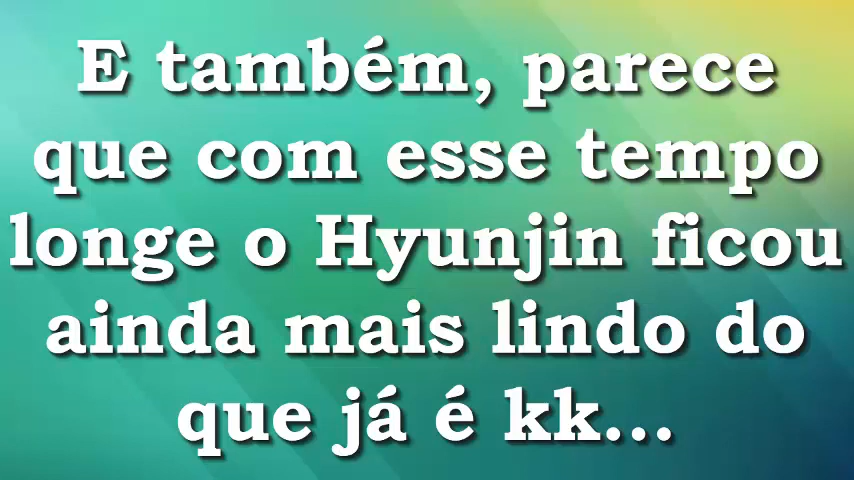 E também, parece
que com esse tempo
longe o Hyunjin ficou
ainda mais lindo do
que já é kk...